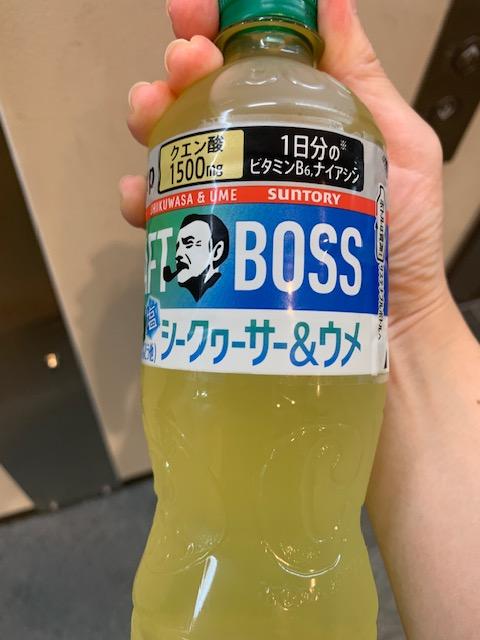 クエン酸
1500mg
1日分の※
ビタミンB6,ナイアシン
SHIKUWASA & UME
SUNTORY
FT BOSS
シークヮーサー&ウメ